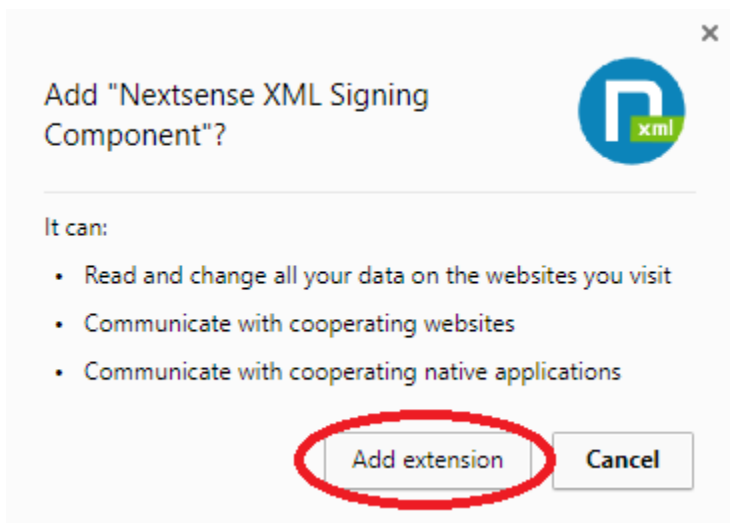 Add "Nextsense XML Signing
Component"?
xml
It can:
• Read and change all your data on the websites you visit
• Communicate with cooperating websites
• Communicate with cooperating native applications
Add extension Cancel